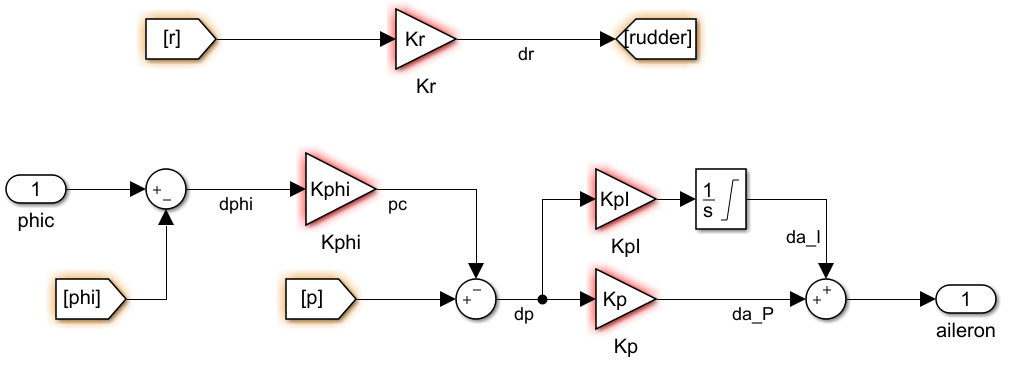 [r]
Kr
dr
[rudder]
Kr
1
phic
+
−
dphi
Kphi
Kphi
pc
[phi]
[p]
−
+
dp
KpI
KpI
1
s
da_I
Kp
Kp
da_P
+
+
1
aileron